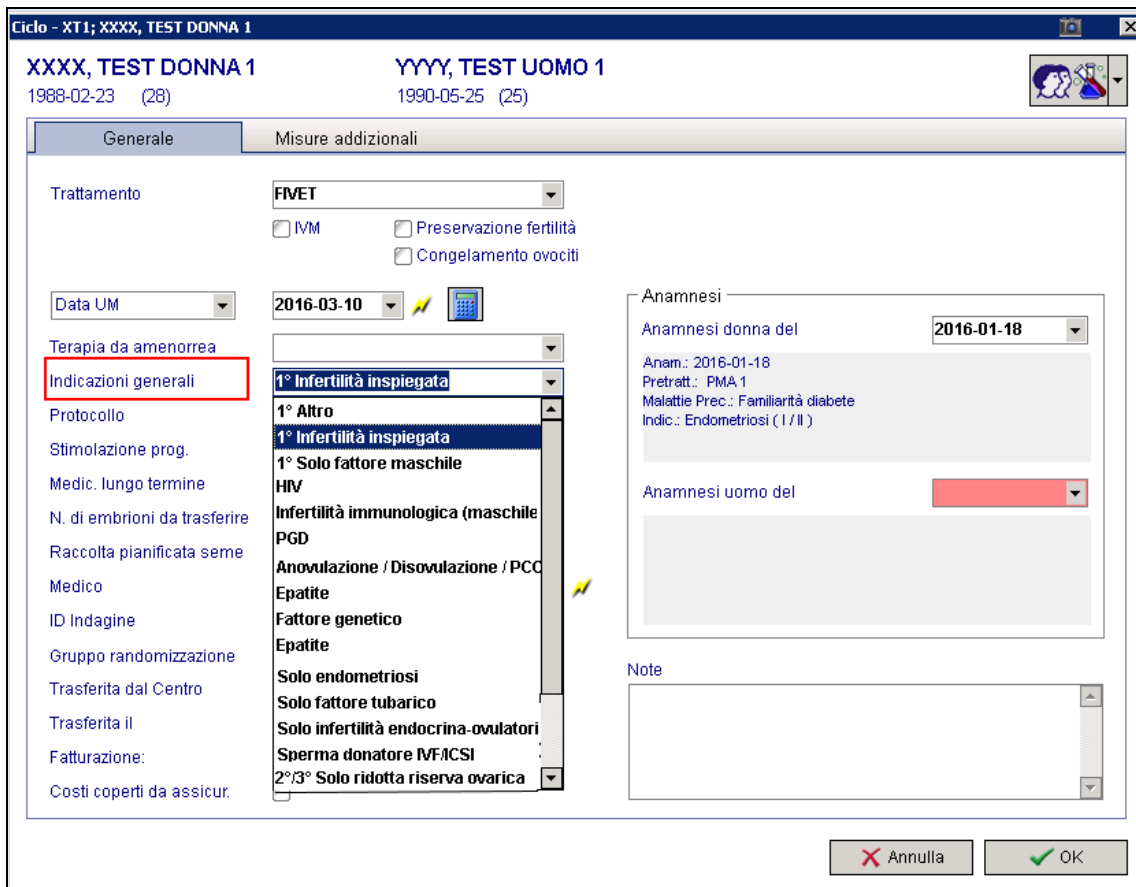 Ciclo - XT1; XXXX, TEST DONNA 1
XXXX, TEST DONNA 1
YYYY, TEST UOMO 1
1988-02-23 (28)
1990-05-25 (25)
Generale
Misure addizionali
Trattamento
FIVET
IVM
Preservazione fertilità
Congelamento ovociti
Data UM
2016-03-10
Terapia da amenorrea
Indicazioni generali
1° Infertilità inspiegata
Protocollo
Stimolazione prog.
Medic. lungo termine
N. di embrioni da trasferire
Raccolta pianificata seme
Medico
ID Indagine
Gruppo randomizzazione
Trasferita dal Centro
Trasferita il
Fatturazione:
Costi coperti da assicur.
1° Altro
1° Infertilità inspiegata
1° Solo fattore maschile
HIV
Infertilità immunologica (maschile
PGD
Anovulazione / Disovulazione / PCO
Epatite
Fattore genetico
Epatite
Solo endometriosi
Solo fattore tubarico
Solo infertilità endocrina-ovulatori
Sperma donatore IVF/ICSI
2°/3° Solo ridotta riserva ovarica
Anamnesi
Anamnesi donna del
2016-01-18
Anam.: 2016-01-18
Pretratt.: PMA 1
Malattie Prec.: Familiarità diabete
Indic.: Endometriosi ( I / II )
Anamnesi uomo del
Note
Annulla
OK